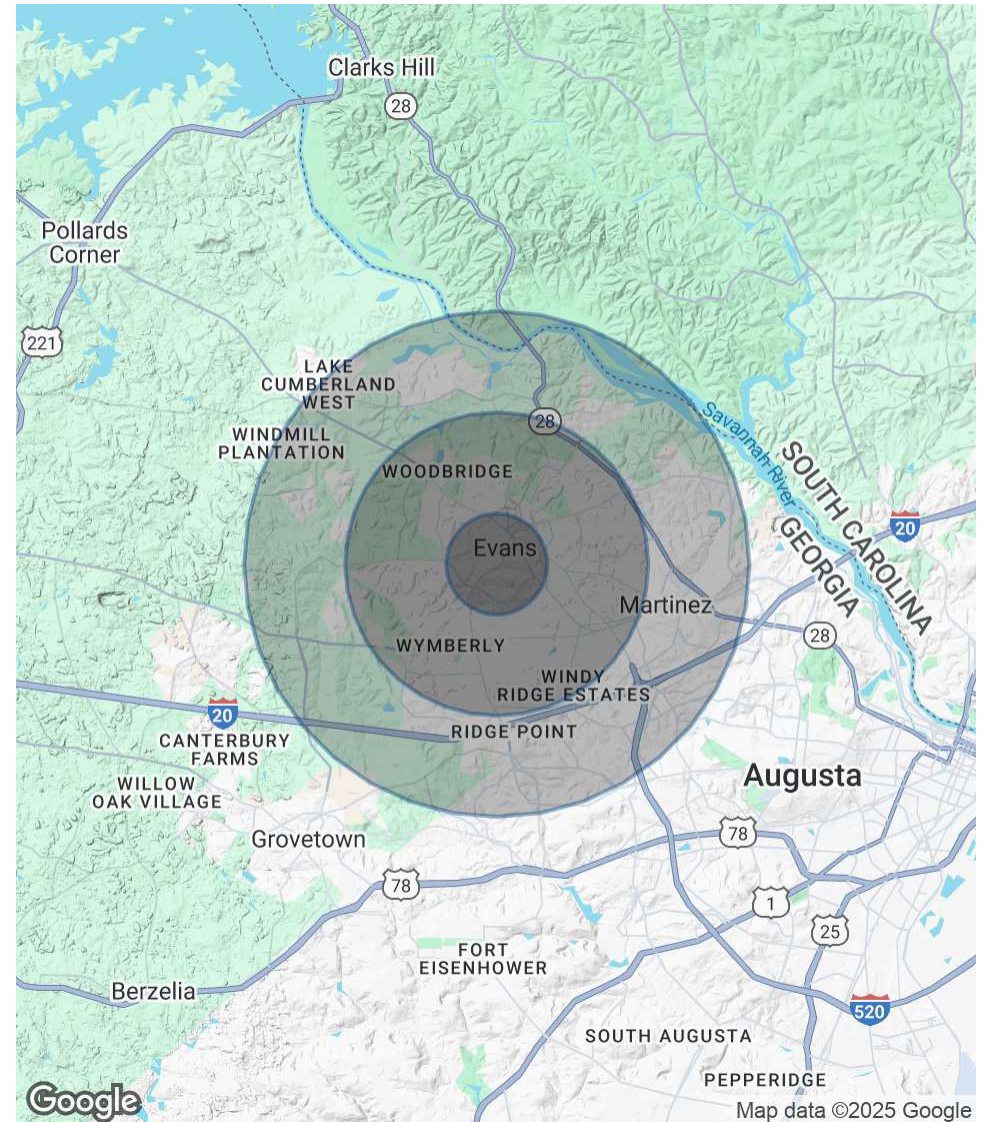 Clarks Hill
28
Pollards
Corner
221
LAKE
CUMBERLAND
WEST
28
WINDMILL
PLANTATION
WOODBRIDGE
Savannah River
SOUTH CAROLINA
GEORGIA
20
Evans
Martinez
28
WYMBERLY
WINDY
RIDGE ESTATES
20
RIDGE POINT
CANTERBURY
FARMS
WILLOW
OAK VILLAGE
Augusta
Grovetown
78
78
1
25
FORT
EISENHOWER
Berzelia
520
SOUTH AUGUSTA
PEPPERIDGE
Google
Map data ©2025 Google